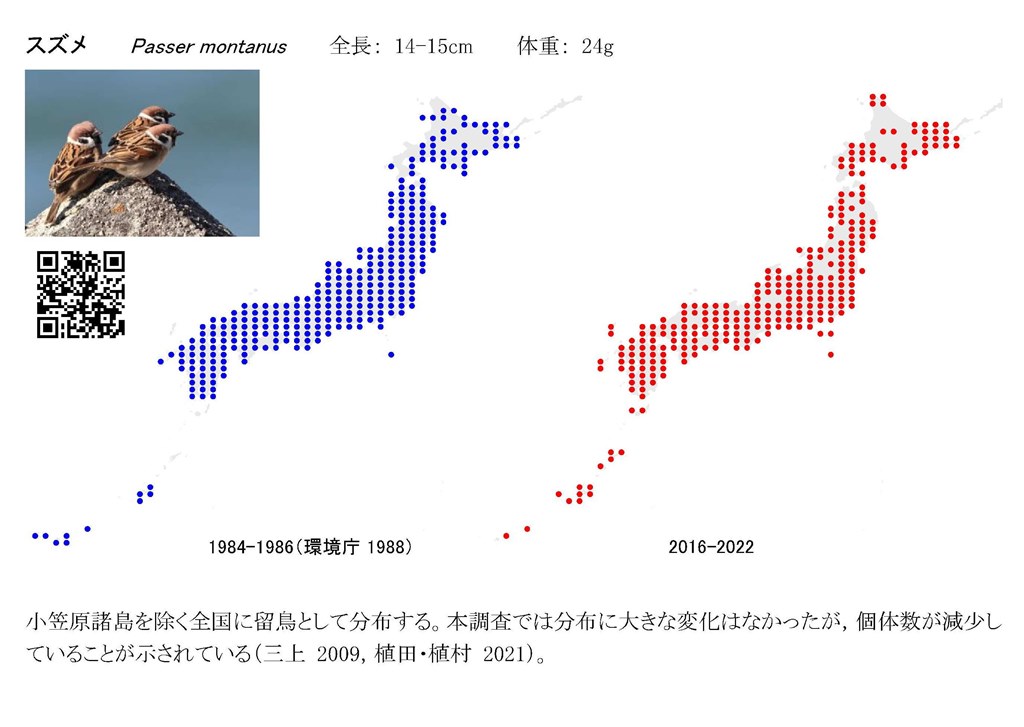 スズメ Passer montanus 全長: 14-15cm 体重: 24g
1984-1986(環境庁 1988)
2016-2022
小笠原諸島を除く全国に留鳥として分布する。本調査では分布に大きな変化はなかったが, 個体数が減少し
ていることが示されている(三上 2009, 植田・植村 2021)。